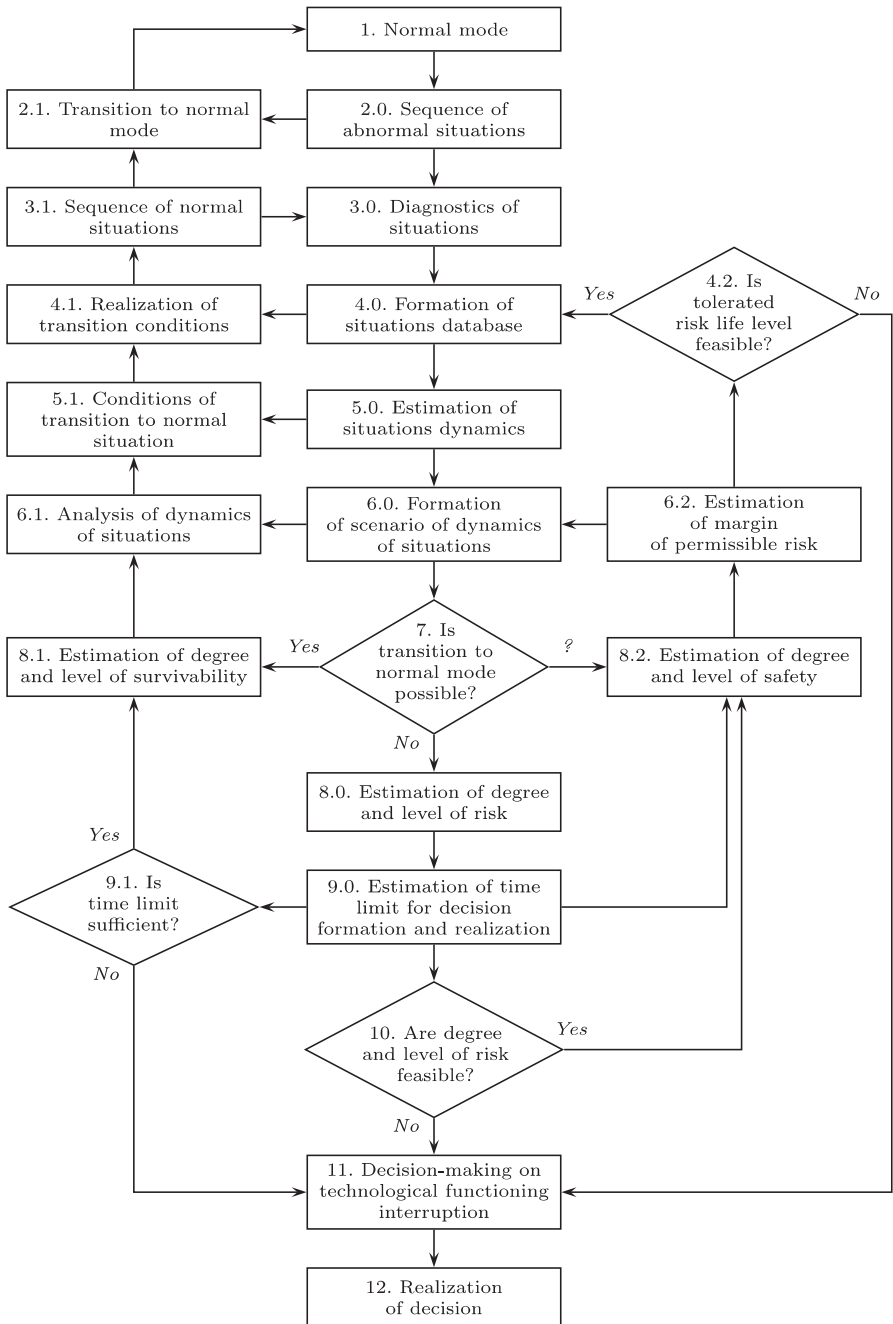 1. Normal mode
2.1. Transition to normal
mode
2.0. Sequence of
abnormal situations
3.1. Sequence of normal
situations
3.0. Diagnostics of
situations
4.1. Realization of
transition conditions
4.0. Formation of
situations database
Yes
4.2. Is
tolerated
risk life level
feasible?
No
5.1. Conditions of
transition to normal
situation
5.0. Estimation of
situations dynamics
6.1. Analysis of dynamics
of situations
6.0. Formation
of scenario of dynamics
of situations
6.2. Estimation
of margin
of permissible risk
8.1. Estimation of degree
and level of survivability
Yes
7. Is
transition to
normal mode
possible?
?
8.2. Estimation of degree
and level of safety
No
8.0. Estimation of degree
and level of risk
Yes
9.1. Is
time limit
sufficient?
No
9.0. Estimation of time
limit for decision
formation and realization
10. Are degree
and level of risk
feasible?
Yes
No
11. Decision-making on
technological functioning
interruption
12. Realization
of decision